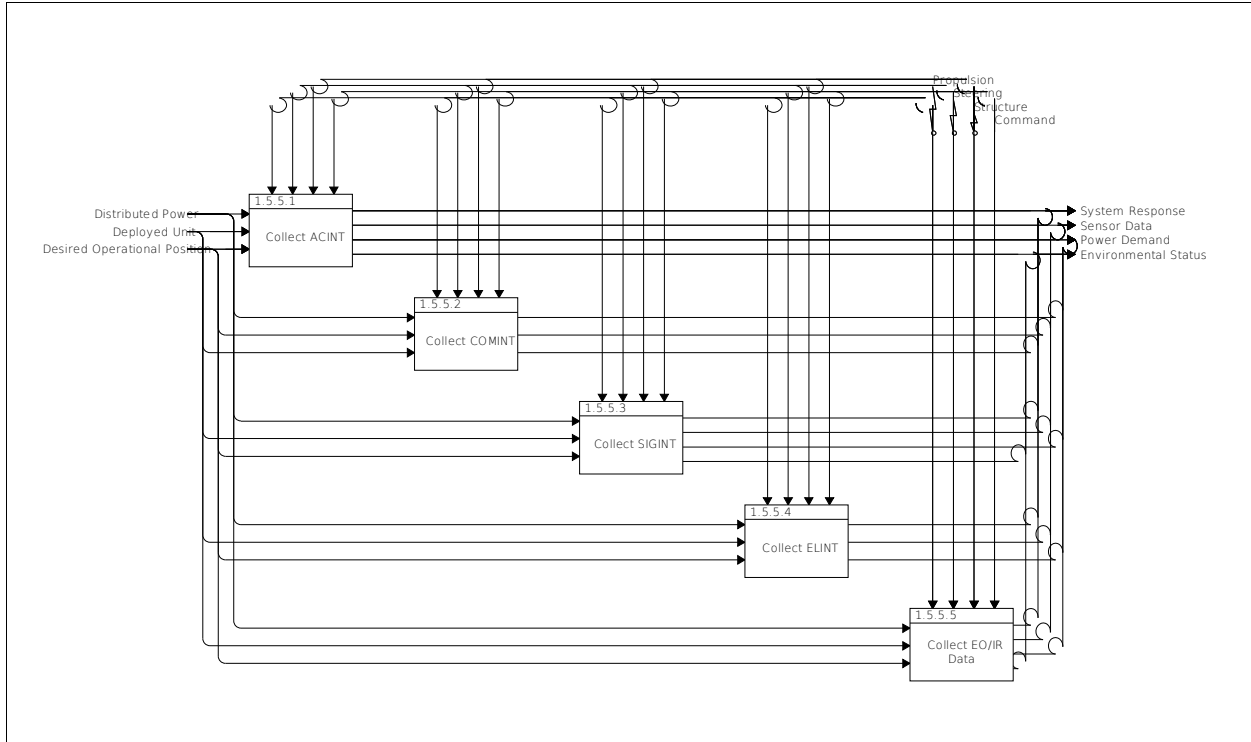 Propulsion
Steering
Structure
Command
1.5.5.1
Collect ACINT
Distributed Power
Deployed Unit
Desired Operational Position
System Response
Sensor Data
Power Demand
Environmental Status
1.5.5.2
Collect COMINT
1.5.5.3
Collect SIGINT
1.5.5.4
Collect ELINT
1.5.5.5
Collect EO/IR
Data